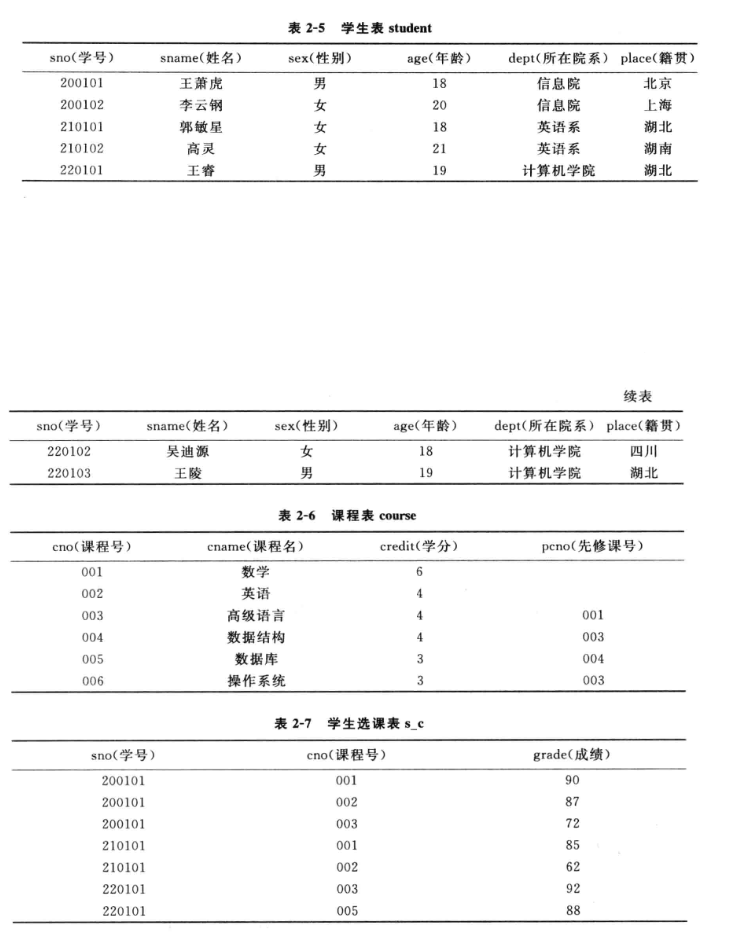 表 2-5 学生表 student
sno(学号) sname(姓名) sex(性别) age(年龄) dept(所在院系) place(籍贯)
200101 王萧虎 男 18 信息院 北京
200102 李云钢 女 20 信息院 上海
210101 郭敏星 女 18 英语系 湖北
210102 高灵 女 21 英语系 湖南
220101 王睿 男 19 计算机学院 湖北
续表
sno(学号) sname(姓名) sex(性别) age(年龄) dept(所在院系) place(籍贯)
220102 吴迪源 女 18 计算机学院 四川
220103 王陵 男 19 计算机学院 湖北
表 2-6 课程表 course
cno(课程号) cname(课程名) credit(学分) pcno(先修课号)
001 数学 6
002 英语 4
003 高级语言 4 001
004 数据结构 4 003
005 数据库 3 004
006 操作系统 3 003
表 2-7 学生选课表 s_c
sno(学号) cno(课程号) grade(成绩)
200101 001 90
200101 002 87
200101 003 72
210101 001 85
210101 002 62
220101 003 92
220101 005 88